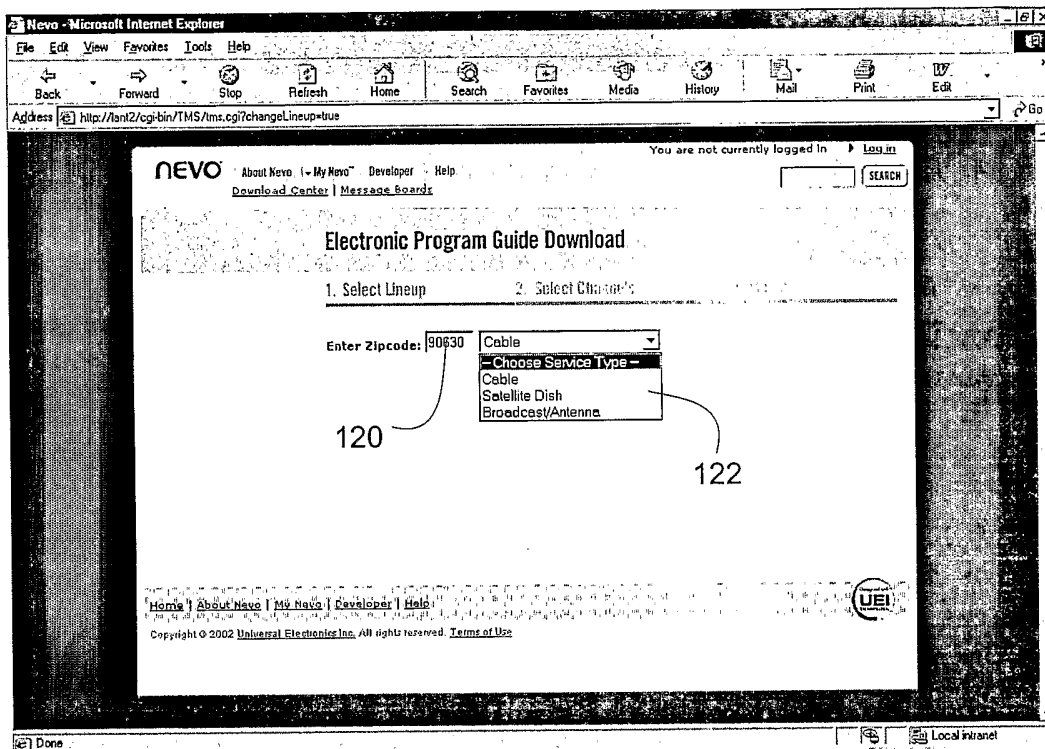 Nevo - Microsoft Internet Explorer
File Edit View Favorites Tools Help
Back Forward Stop Refresh Home Search Favorites Media History Mail Print Edit
Address http://lant2/cgi-bin/TMS/tms.cgi?changeLineup=true Go
You are not currently logged in Log in
nevo About Nevo My Nevo™ Developer Help SEARCH
Download Center | Message Boards
Electronic Program Guide Download
1. Select Lineup 2. Select Channels
Enter Zipcode: 90630 Cable
-- Choose Service Type --
Cable
Satellite Dish
Broadcast/Antenna
120
122
Home | About Nevo | My Nevo | Developer | Help
UEI
Copyright © 2002 Universal Electronics Inc. All rights reserved. Terms of Use
Done Local intranet